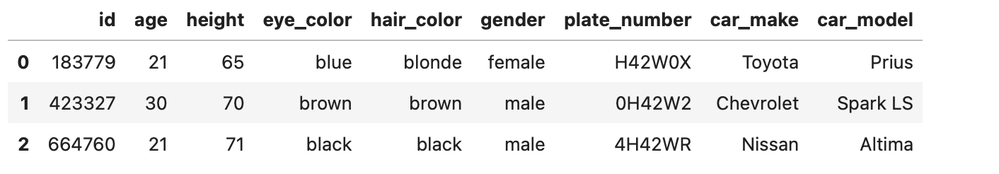 id age height eye_color hair_color gender plate_number car_make car_model
0 183779 21 65 blue blonde female H42W0X Toyota Prius
1 423327 30 70 brown brown male 0H42W2 Chevrolet Spark LS
2 664760 21 71 black black male 4H42WR Nissan Altima